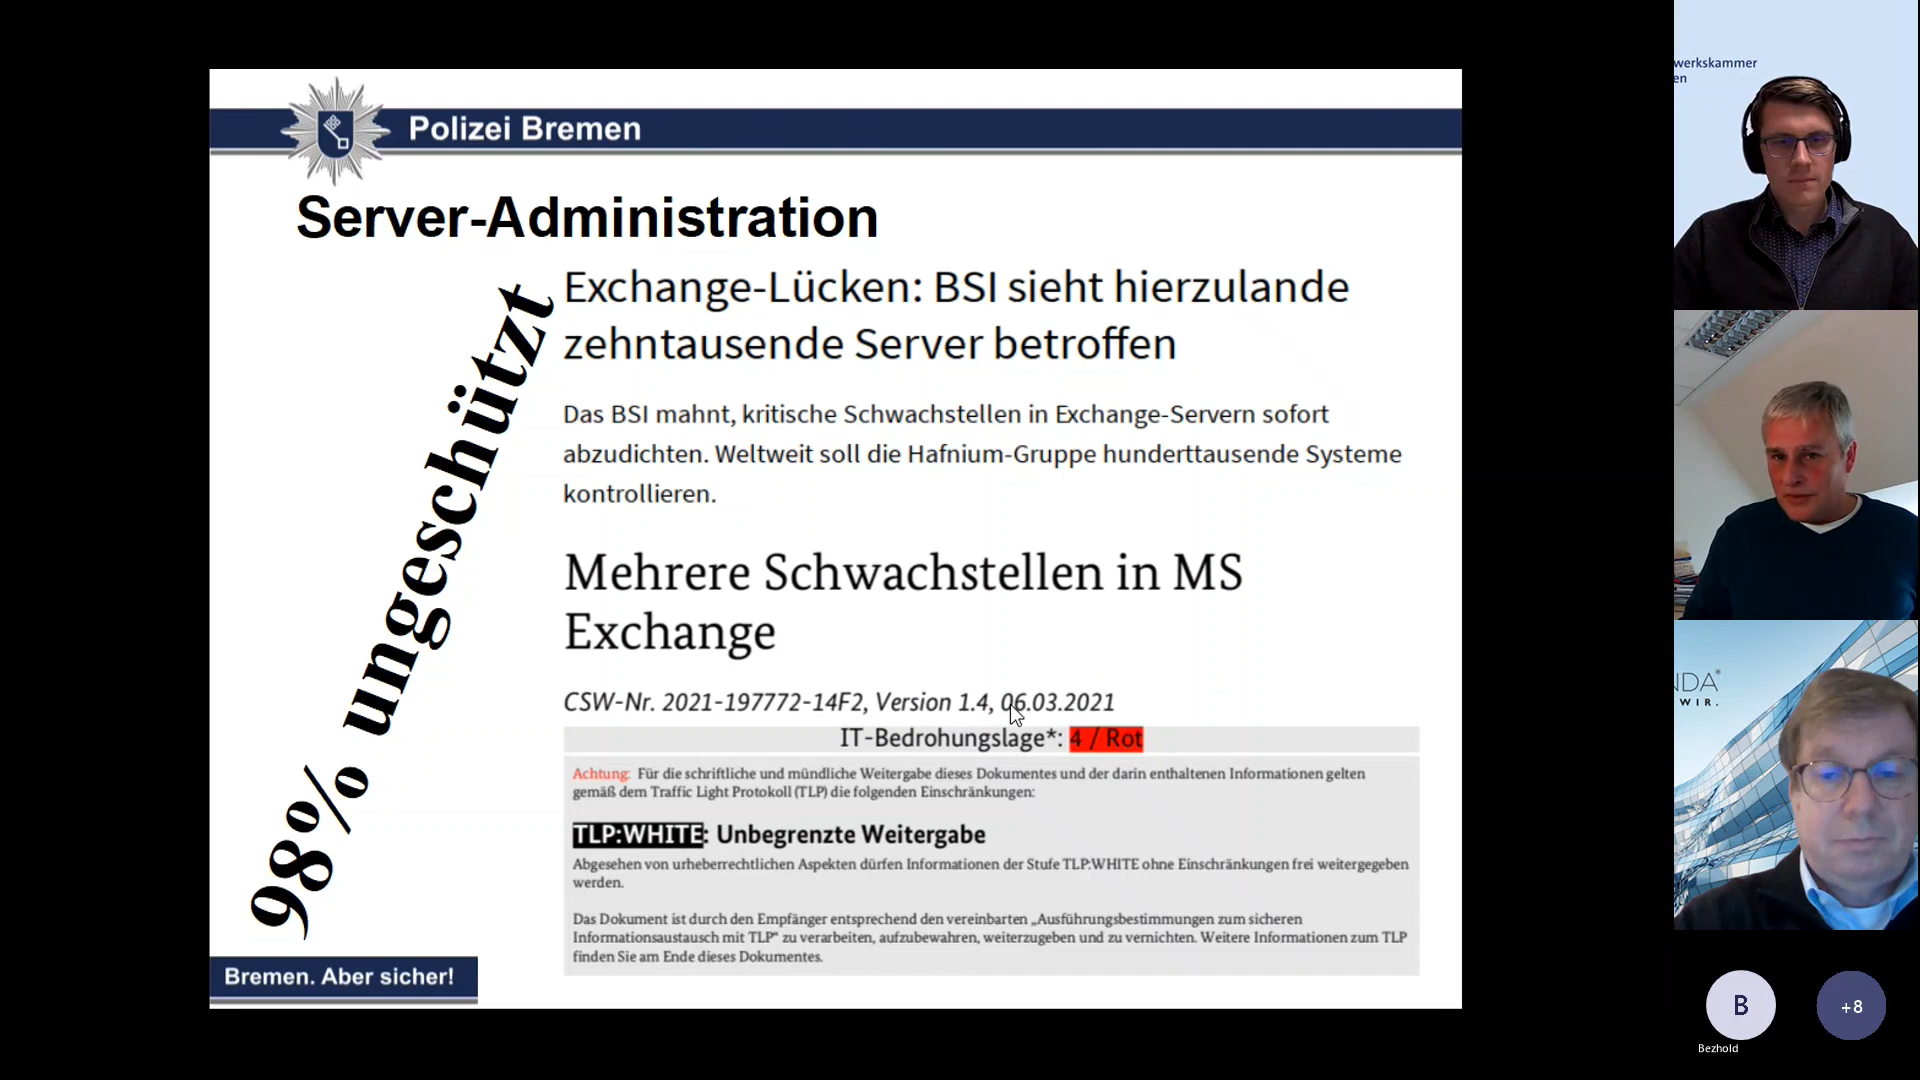 Polizei Bremen
Server-Administration
98% ungeschützt
Exchange-Lücken: BSI sieht hierzulande
zehntausende Server betroffen
Das BSI mahnt, kritische Schwachstellen in Exchange-Servern sofort
abzudichten. Weltweit soll die Hafnium-Gruppe hunderttausende Systeme
kontrollieren.
Mehrere Schwachstellen in MS
Exchange
CSW-Nr. 2021-197772-14F2, Version 1.4, 06.03.2021
IT-Bedrohungslage*: 4 / Rot
Achtung: Für die schriftliche und mündliche Weitergabe dieses Dokumentes und der darin enthaltenen Informationen gelten
gemäß dem Traffic Light Protokoll (TLP) die folgenden Einschränkungen:
TLP:WHITE: Unbegrenzte Weitergabe
Abgesehen von urheberrechtlichen Aspekten dürfen Informationen der Stufe TLP:WHITE ohne Einschränkungen frei weitergegeben
werden.
Das Dokument ist durch den Empfänger entsprechend den vereinbarten „Ausführungsbestimmungen zum sicheren
Informationsaustausch mit TLP“ zu verarbeiten, aufzubewahren, weiterzugeben und zu vernichten. Weitere Informationen zum TLP
finden Sie am Ende dieses Dokumentes.
Bremen. Aber sicher!
werkskammer
en
NDA®
WIR.
B
+8
Bezhold